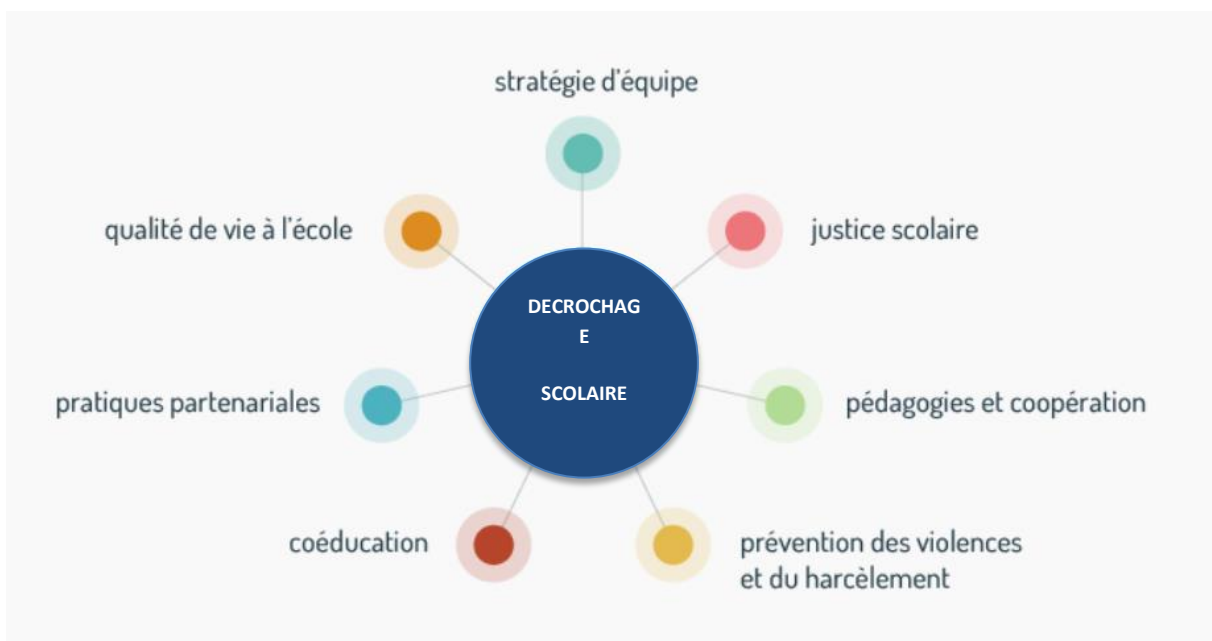 stratégie d'équipe
qualité de vie à l'école
justice scolaire
DECROCHAG
E
SCOLAIRE
pratiques partenariales
pédagogies et coopération
coéducation
prévention des violences
et du harcèlement